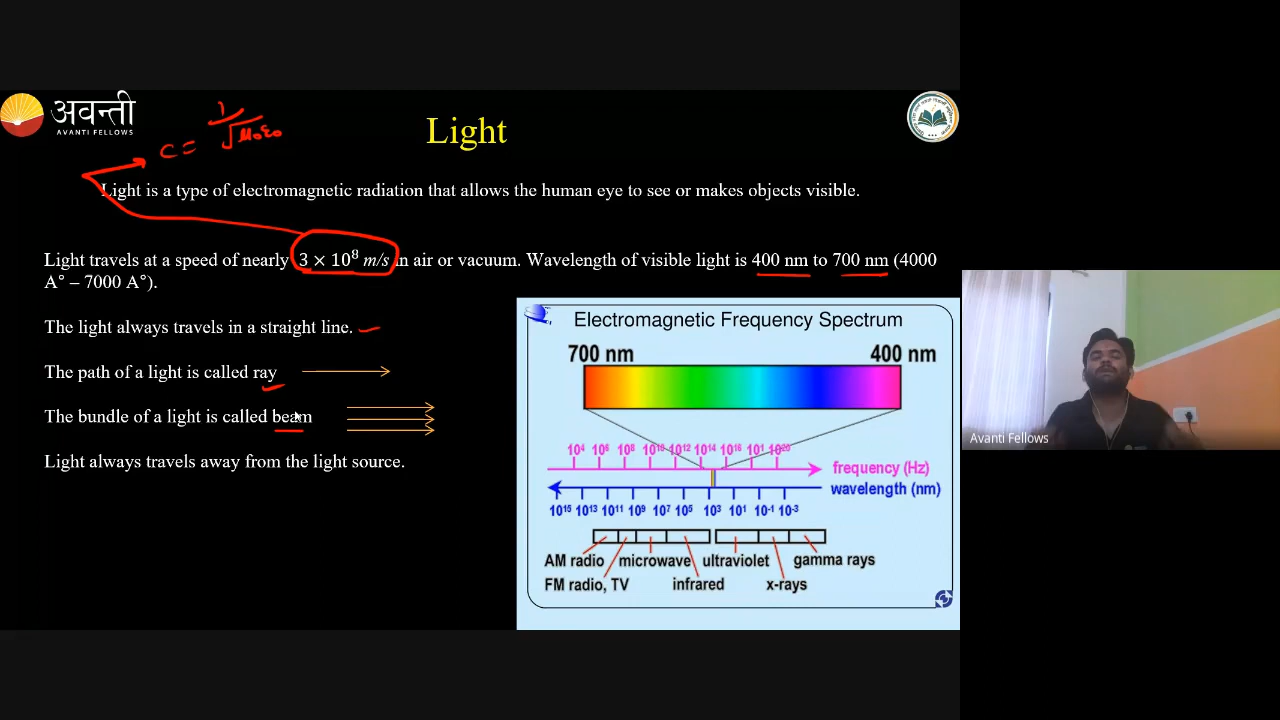 अवन्ती
AVANTI FELLOWS
C = 1/√μ₀ε₀
Light
Light is a type of electromagnetic radiation that allows the human eye to see or makes objects visible.
Light travels at a speed of nearly 3 × 10⁸ m/s in air or vacuum. Wavelength of visible light is 400 nm to 700 nm (4000
A° – 7000 A°).
The light always travels in a straight line.
The path of a light is called ray
The bundle of a light is called beam
Light always travels away from the light source.
Electromagnetic Frequency Spectrum
700 nm 400 nm
10⁴ 10⁶ 10⁸ 10¹⁰ 10¹² 10¹⁴ 10¹⁶ 10¹ 10²⁰
frequency (Hz)
wavelength (nm)
10¹⁵ 10¹³ 10¹¹ 10⁹ 10⁷ 10⁵ 10³ 10¹ 10⁻¹ 10⁻³
AM radio microwave ultraviolet gamma rays
FM radio, TV infrared x-rays
Avanti Fellows